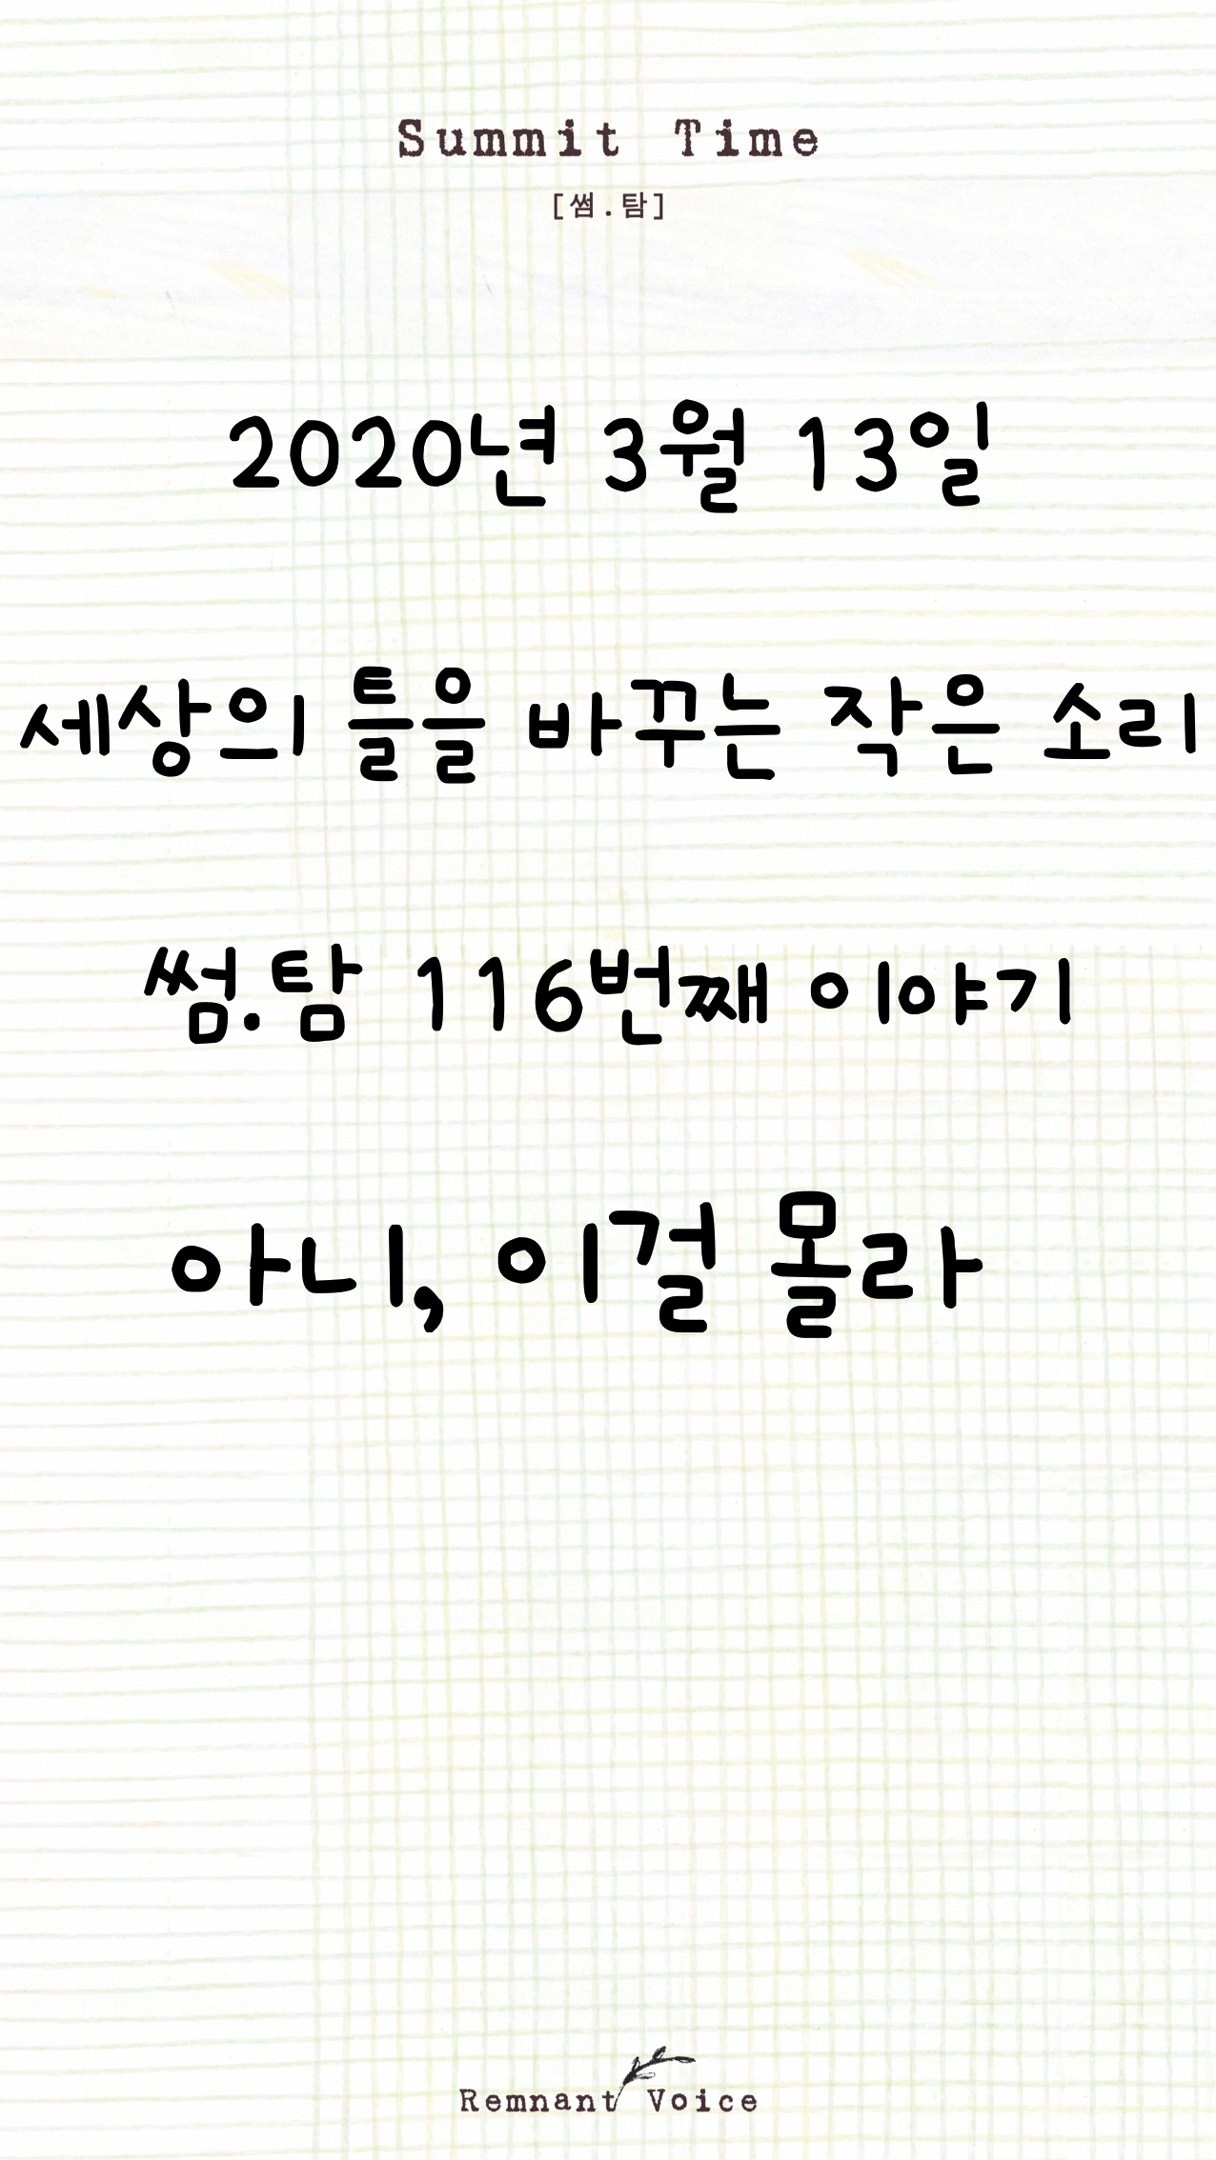 Summit Time
[썸.탐]
2020년 3월 13일
세상의 틀을 바꾸는 작은 소리
썸.탐 116번째 이야기
아니, 이걸 몰라
Remnant Voice